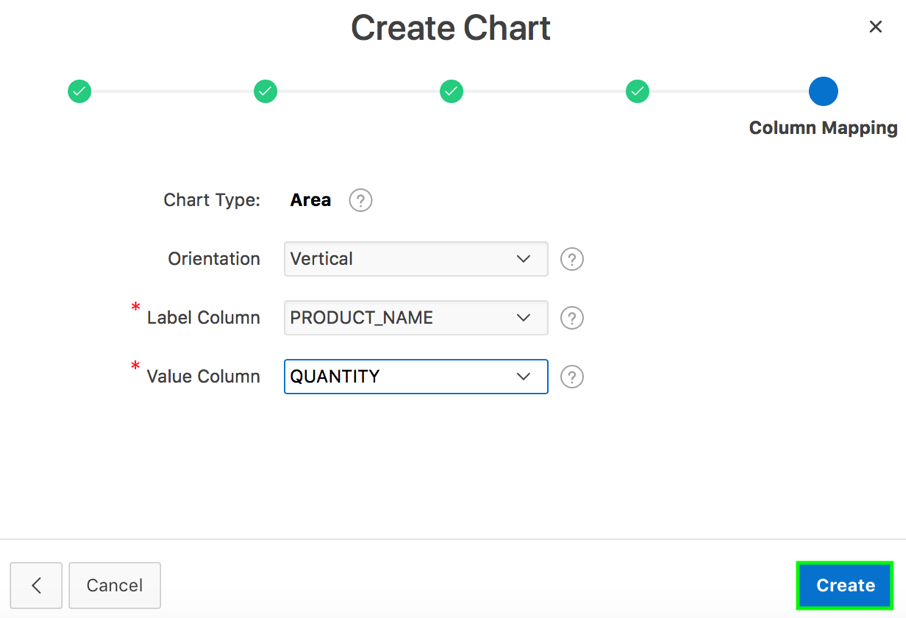 Create Chart
Column Mapping
Chart Type: Area ?
Orientation Vertical ?
* Label Column PRODUCT_NAME ?
* Value Column QUANTITY ?
Cancel Create